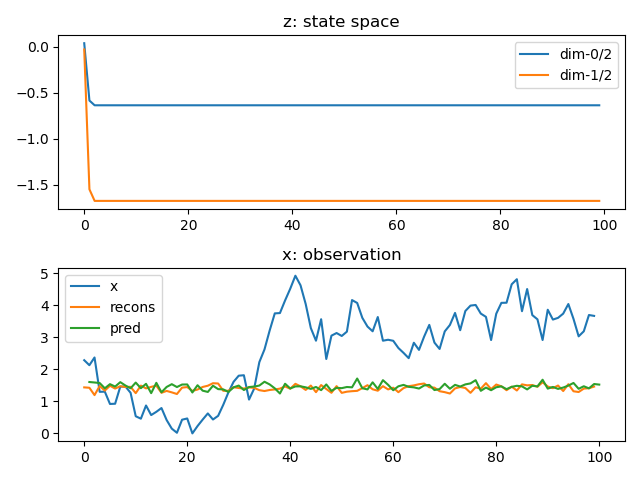 z: state space
0.0
−0.5
−1.0
−1.5
dim-0/2
dim-1/2
0 20 40 60 80 100
x: observation
5
4
3
2
1
0
x
recons
pred
0 20 40 60 80 100